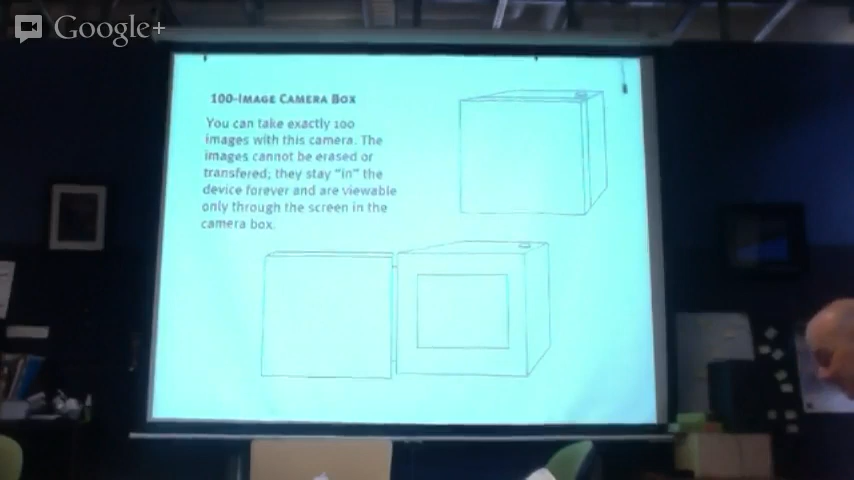 Google+
100-Image Camera Box
You can take exactly 100
images with this camera. The
images cannot be erased or
transfered; they stay "in" the
device forever and are viewable
only through the screen in the
camera box.